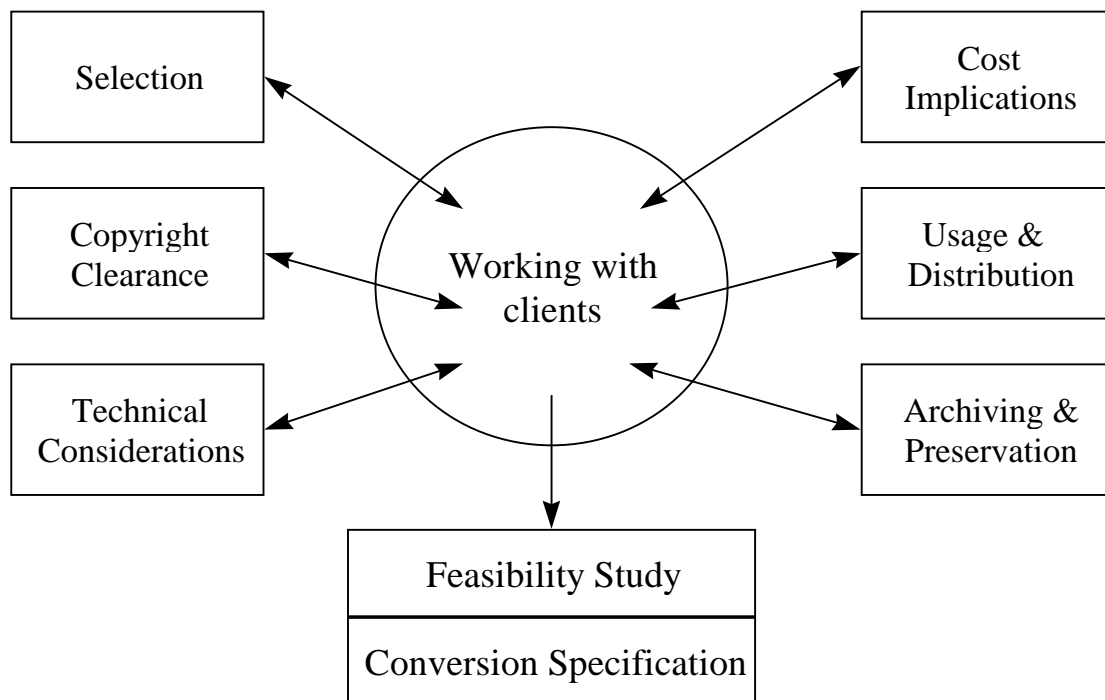 Selection
Copyright
Clearance
Technical
Considerations
Working with
clients
Cost
Implications
Usage &
Distribution
Archiving &
Preservation
Feasibility Study
Conversion Specification